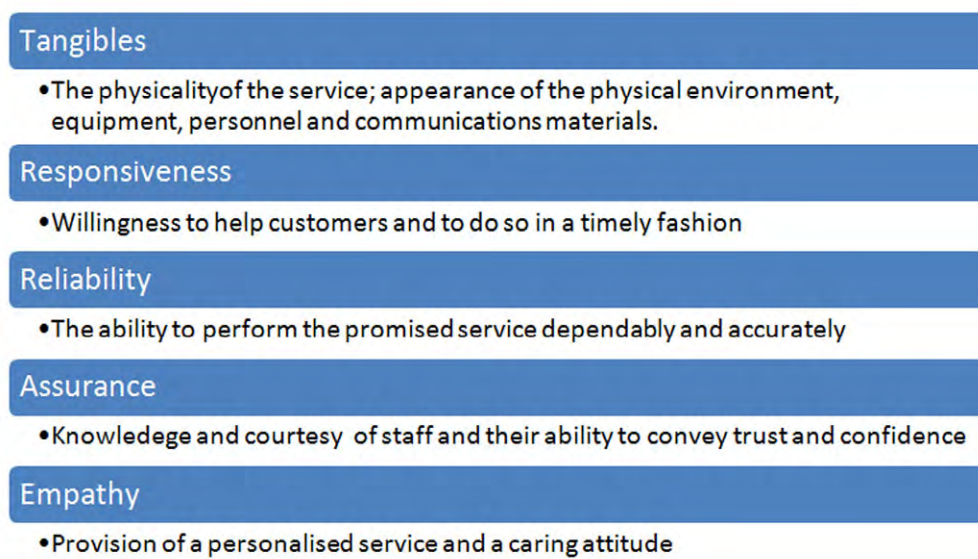 Tangibles
•The physicalityof the service; appearance of the physical environment,
equipment, personnel and communications materials.
Responsiveness
•Willingness to help customers and to do so in a timely fashion
Reliability
•The ability to perform the promised service dependably and accurately
Assurance
•Knowledege and courtesy of staff and their ability to convey trust and confidence
Empathy
•Provision of a personalised service and a caring attitude